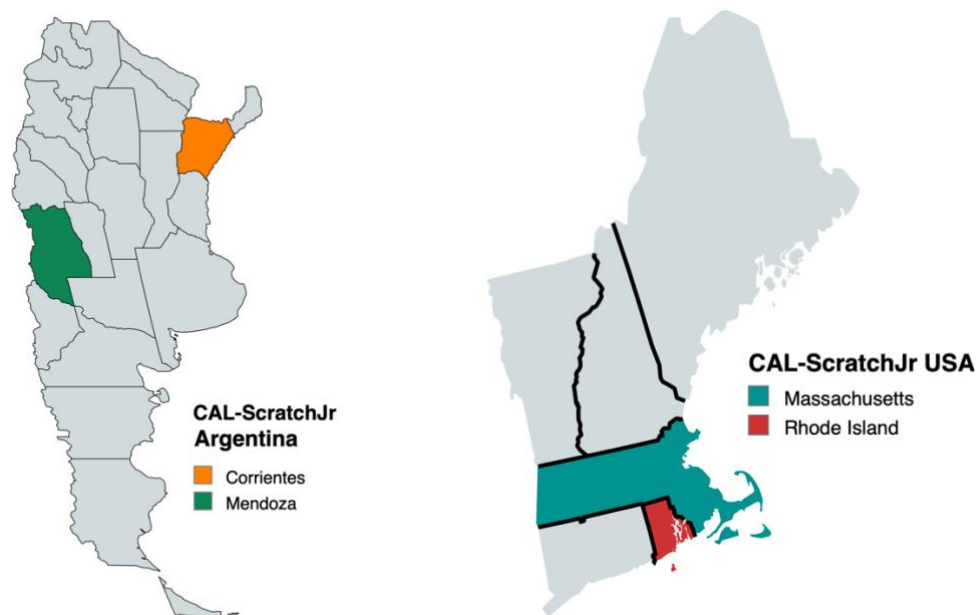 CAL-ScratchJr
Argentina
Corrientes
Mendoza
CAL-ScratchJr USA
Massachusetts
Rhode Island